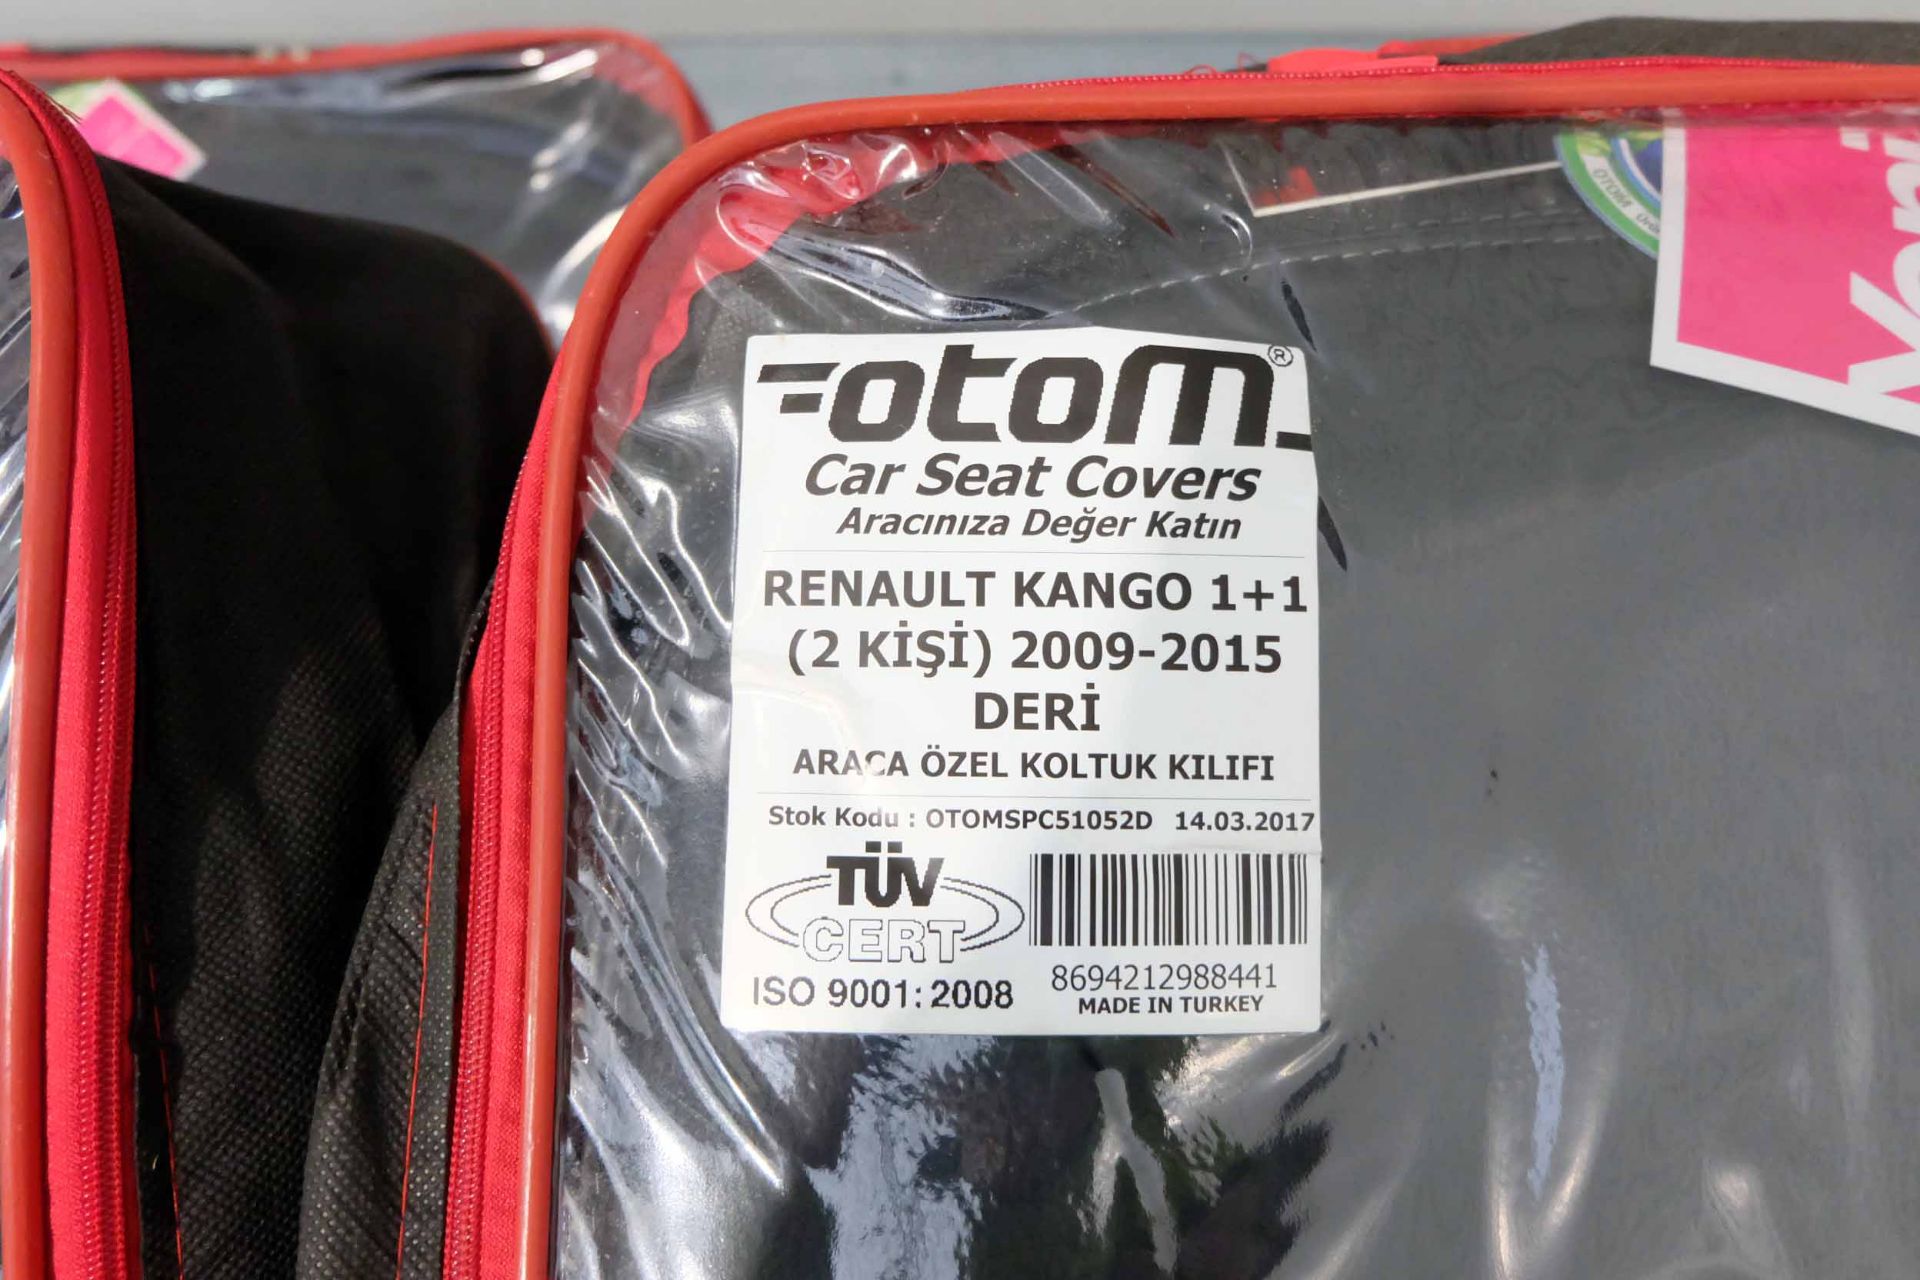 otom®
Car Seat Covers
Aracınıza Değer Katın
RENAULT KANGO 1+1
(2 KİŞİ) 2009-2015
DERİ
ARACA ÖZEL KOLTUK KILIFI
Stok Kodu : OTOMSPC51052D 14.03.2017
TÜV
CERT
ISO 9001:2008
8694212988441
MADE IN TURKEY
OTOM